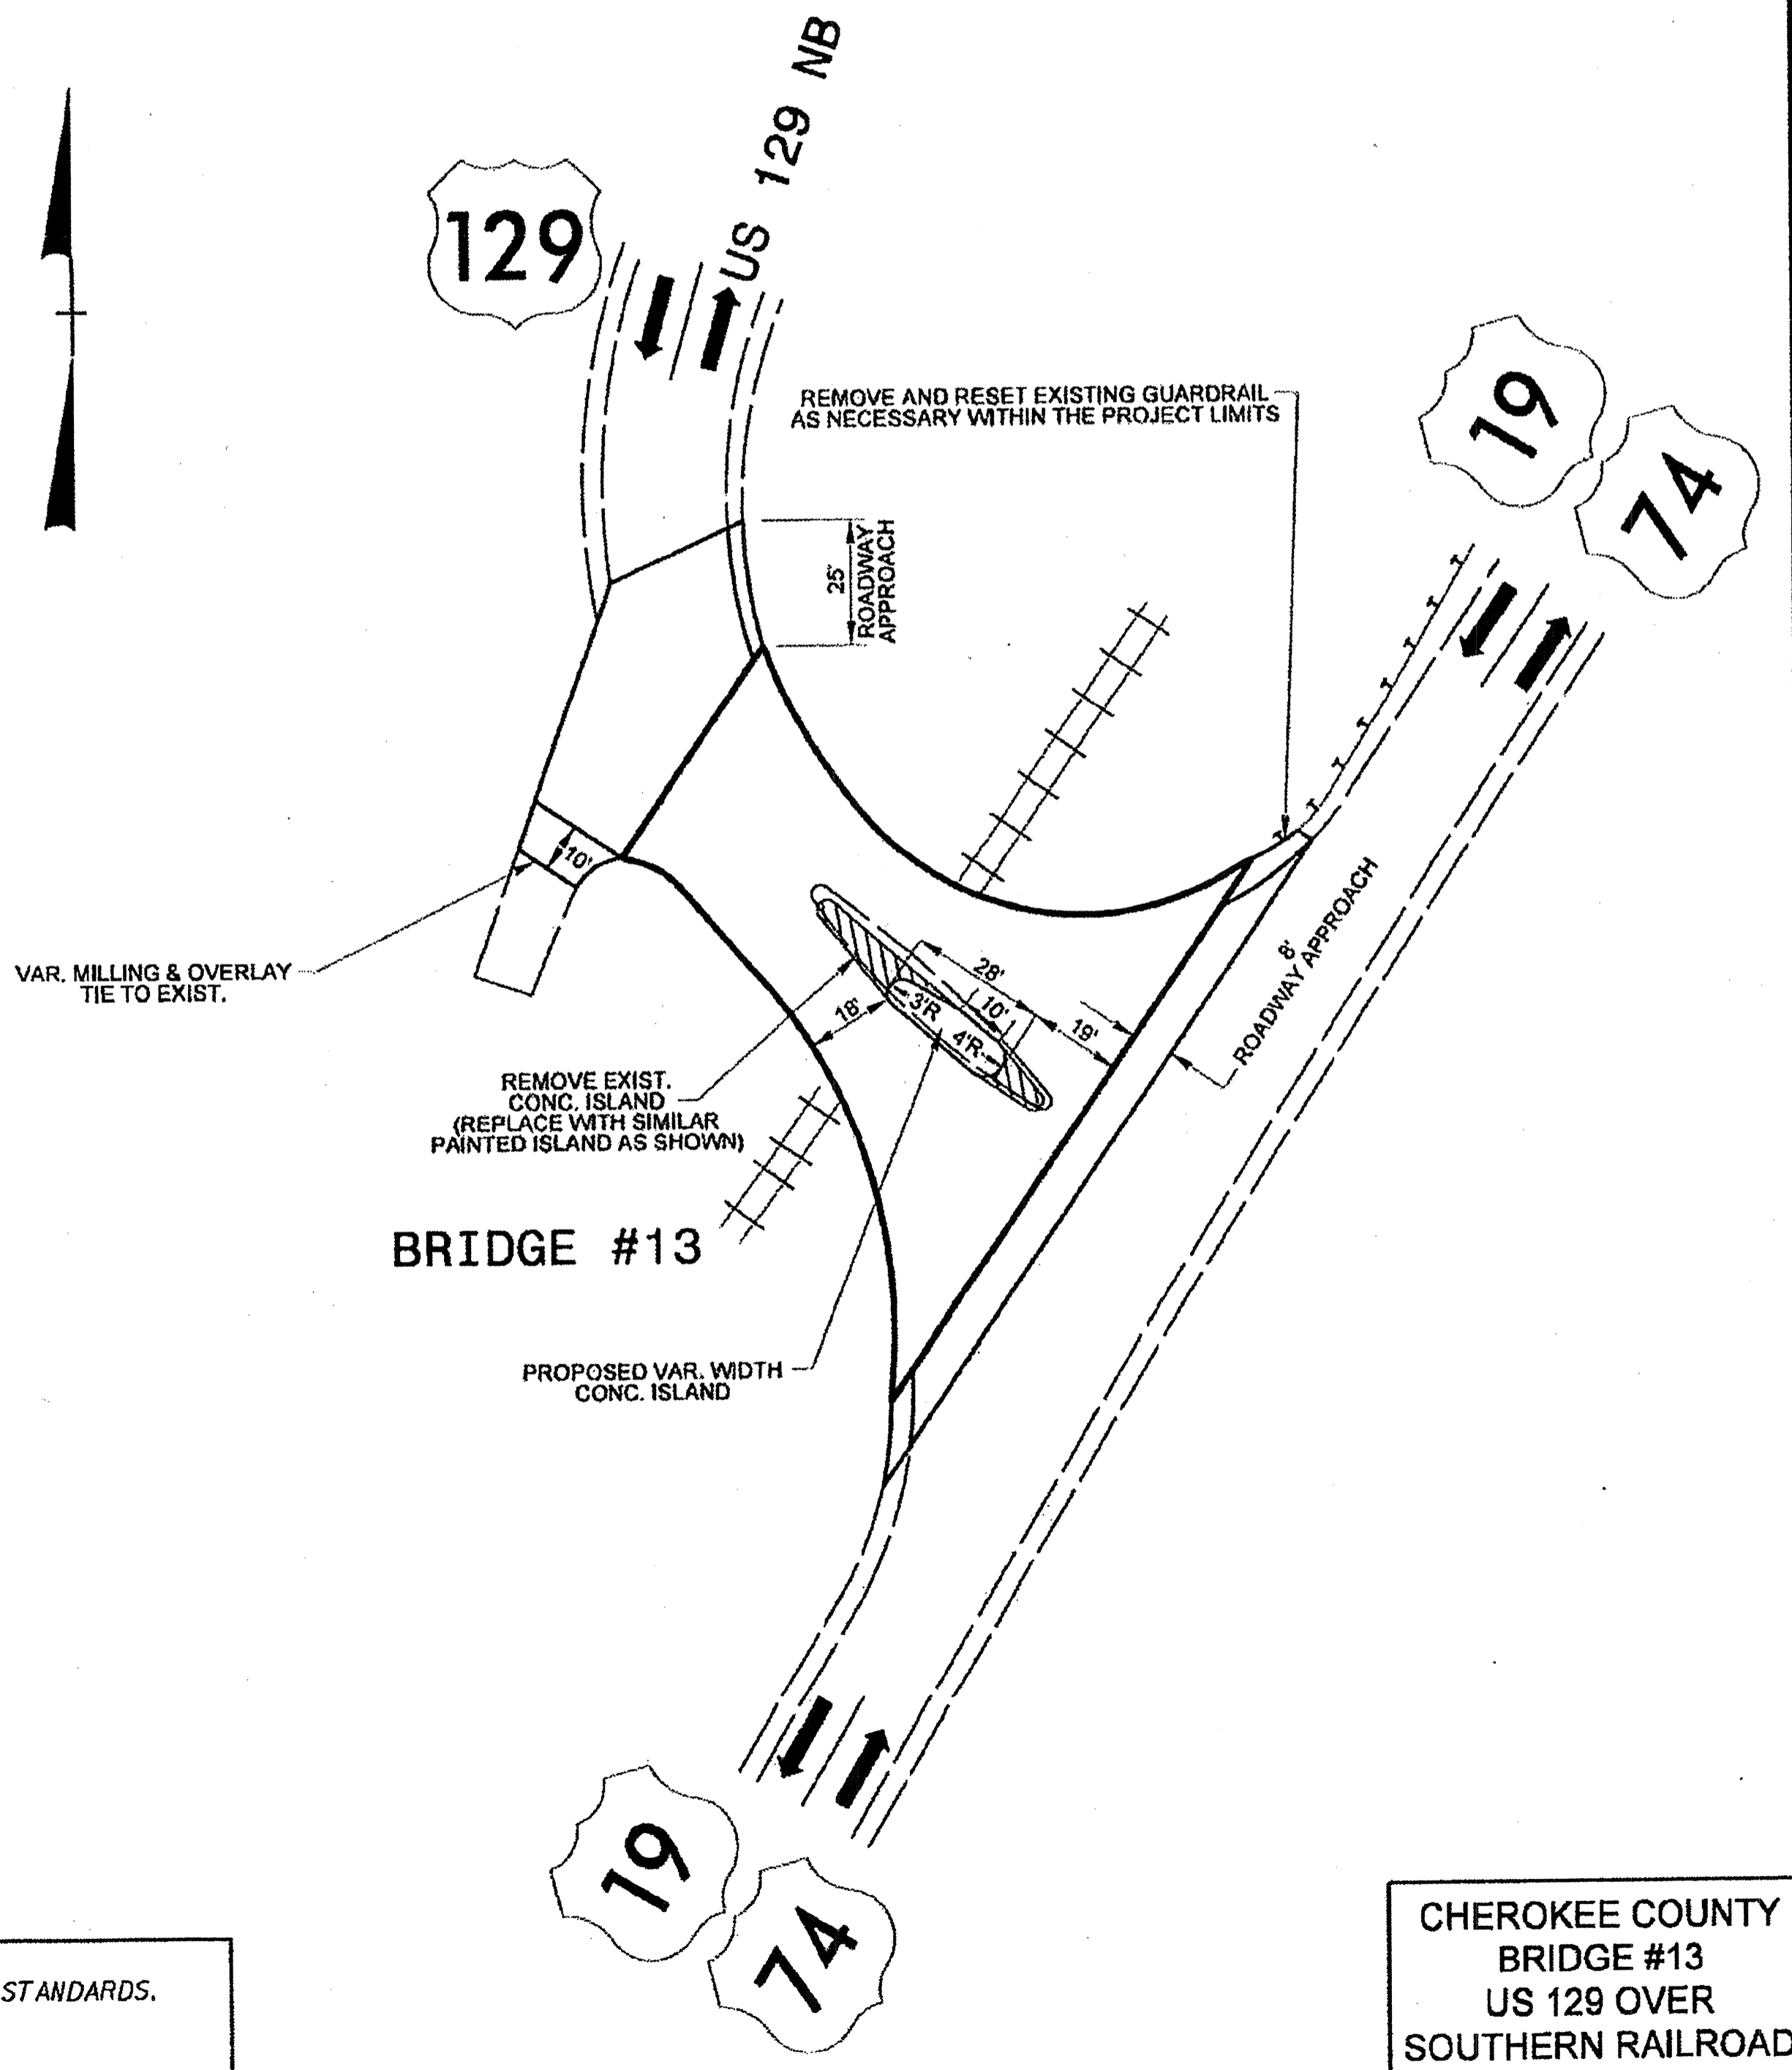 US 129 NB
129
REMOVE AND RESET EXISTING GUARDRAIL
AS NECESSARY WITHIN THE PROJECT LIMITS
19
74
25'
ROADWAY
APPROACH
10'
VAR. MILLING & OVERLAY
TIE TO EXIST.
8'
ROADWAY APPROACH
28'
10'
19'
3'R
4'R
18'
REMOVE EXIST.
CONC. ISLAND
(REPLACE WITH SIMILAR
PAINTED ISLAND AS SHOWN)
BRIDGE #13
PROPOSED VAR. WIDTH
CONC. ISLAND
19
74
STANDARDS.
CHEROKEE COUNTY
BRIDGE #13
US 129 OVER
SOUTHERN RAILROAD